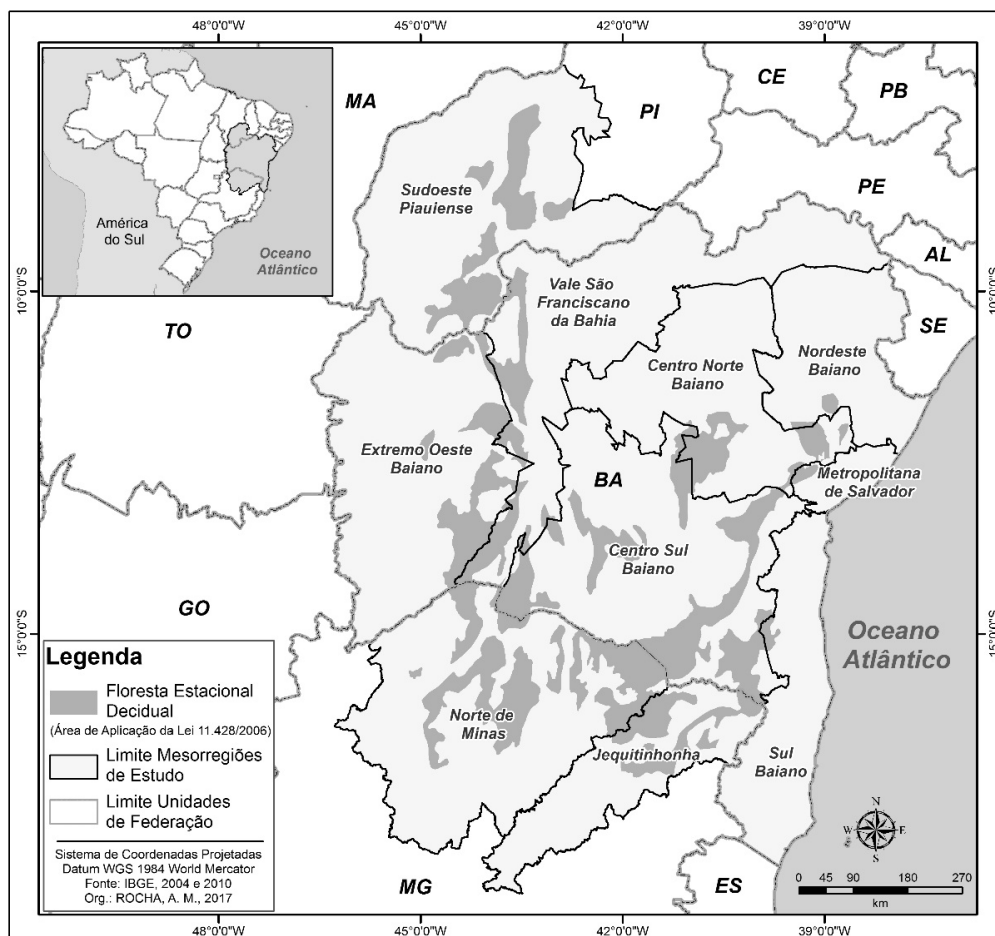 48°0'0"W
45°0'0"W
42°0'0"W
39°0'0"W
América
do Sul
Oceano
Atlântico
MA
PI
CE
PB
PE
AL
SE
TO
BA
GO
MG
ES
10°0'0"S
10°0'0"S
15°0'0"S
15°0'0"S
Sudoeste
Piauiense
Vale São
Franciscano
da Bahia
Centro Norte
Baiano
Nordeste
Baiano
Extremo Oeste
Baiano
Metropolitana
de Salvador
Centro Sul
Baiano
Norte de
Minas
Jequitinhonha
Sul
Baiano
Oceano
Atlântico
Legenda
Floresta Estacional
Decidual
(Área de Aplicação da Lei 11.428/2006)
Limite Mesorregiões
de Estudo
Limite Unidades
de Federação
Sistema de Coordenadas Projetadas
Datum WGS 1984 World Mercator
Fonte: IBGE, 2004 e 2010
Org.: ROCHA, A. M., 2017
N
W
E
S
0 45 90 180 270
km
48°0'0"W
45°0'0"W
42°0'0"W
39°0'0"W